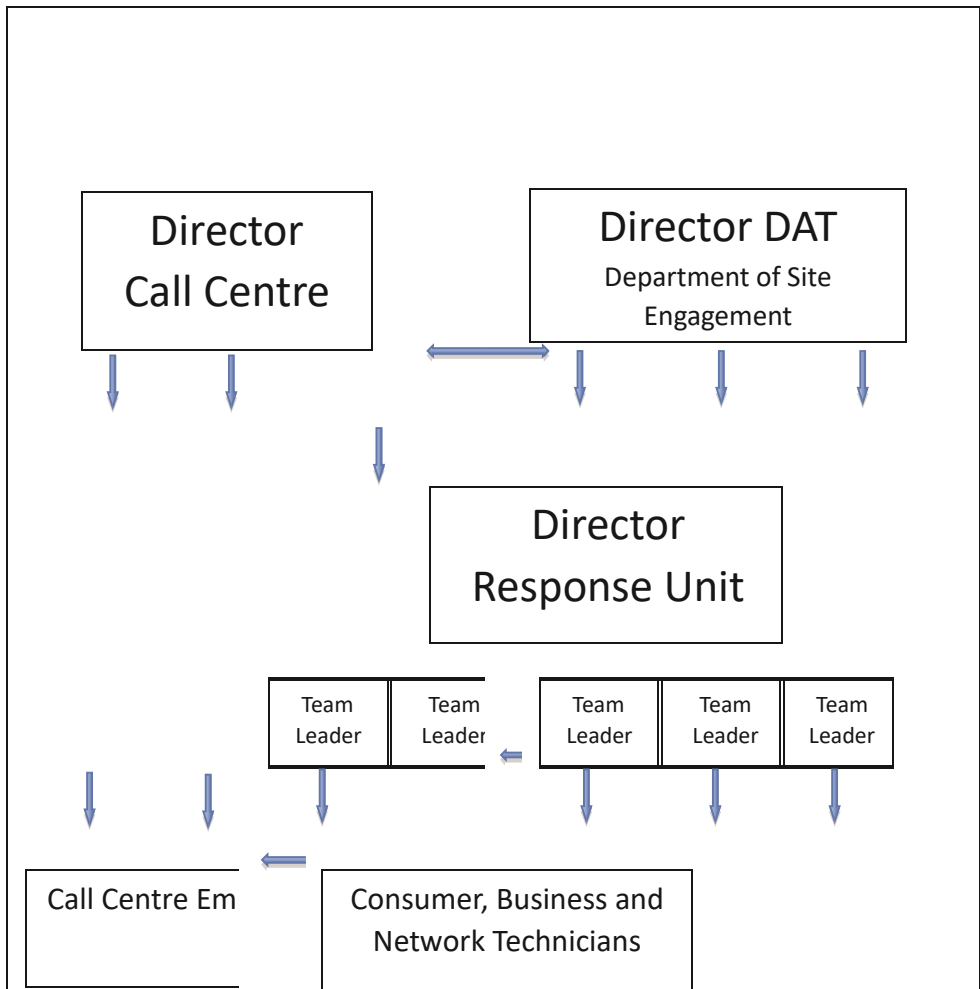 Director
Call Centre
Director DAT
Department of Site
Engagement
Director
Response Unit
Team
Leader
Team
Leader
Team
Leader
Team
Leader
Team
Leader
Call Centre Em
Consumer, Business and
Network Technicians